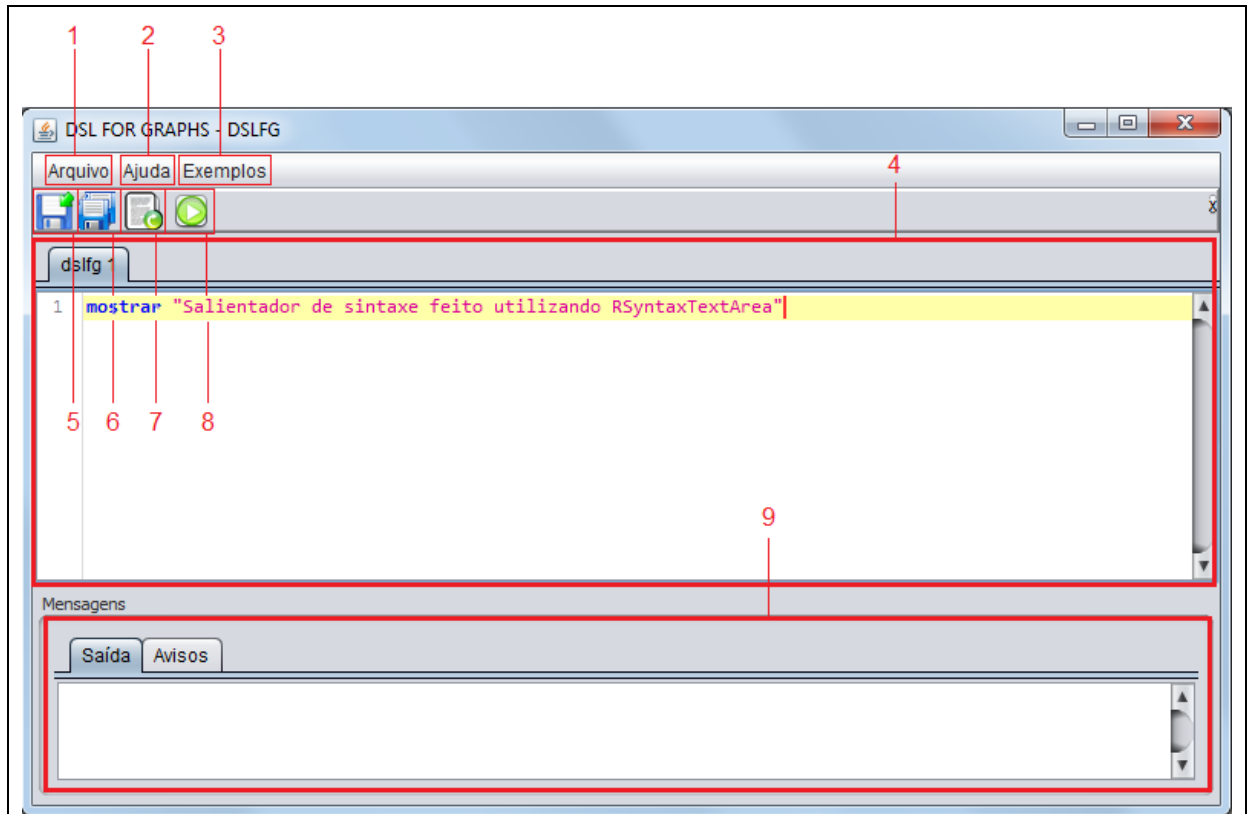 1 2 3
DSL FOR GRAPHS - DSLFG
Arquivo Ajuda Exemplos
4
dslfg 1
1 mostrar "Salientador de sintaxe feito utilizando RSyntaxTextArea"
5 6 7 8
9
Mensagens
Saída Avisos